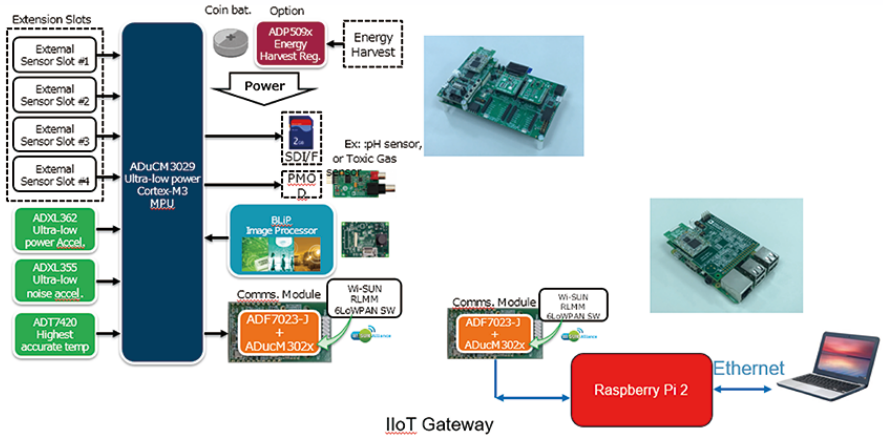 Extension Slots
External
Sensor Slot #1
External
Sensor Slot #2
External
Sensor Slot #3
External
Sensor Slot #4
ADXL362
Ultra-low
power Accel.
ADXL355
Ultra-low
noise accel.
ADT7420
Highest
accurate temp
ADuCM3029
Ultra-low power
Cortex-M3
MPU
Coin bat.
Option
ADP509x
Energy
Harvest Reg.
Energy
Harvest
Power
2
GB
SDI/F
Ex: :pH sensor,
or Toxic Gas
sensor
PMO
D
BLiP
Image Processor
Comms. Module
Wi-SUN
RLMM
6LoWPAN SW
ADF7023-J
+
ADucM302x
Alliance
Comms. Module
Wi-SUN
RLMM
6LoWPAN SW
ADF7023-J
+
ADucM302x
Alliance
Raspberry Pi 2
Ethernet
IIoT Gateway